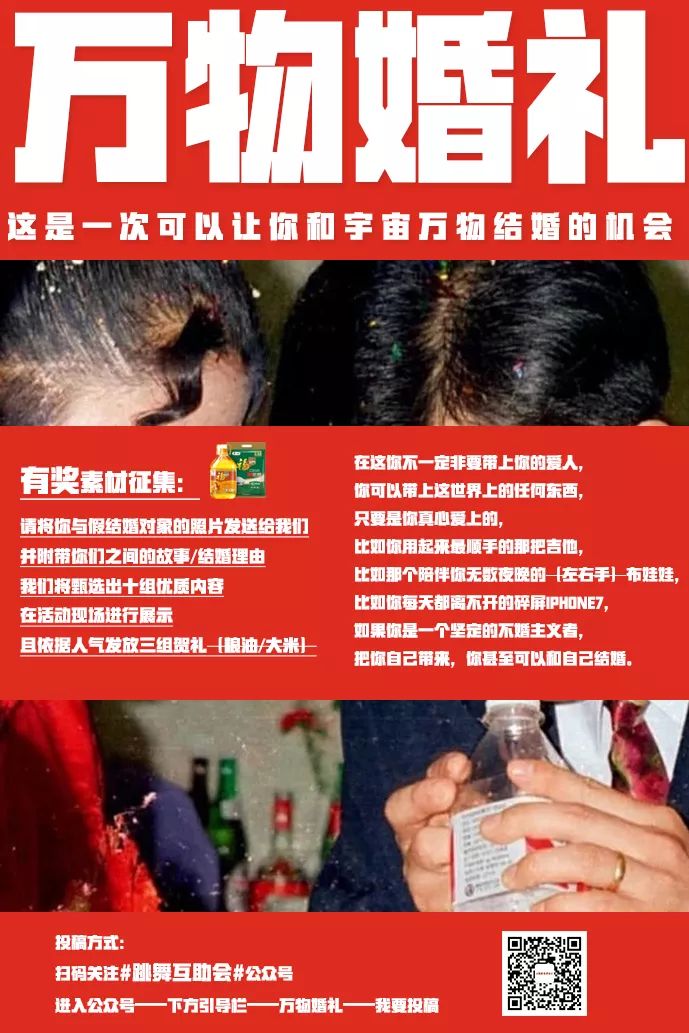 万物婚礼
这是一次可以让你和宇宙万物结婚的机会
有奖素材征集:
请将你与假结婚对象的照片发送给我们
并附带你们之间的故事/结婚理由
我们将甄选出十组优质内容
在活动现场进行展示
且依据人气发放三组贺礼（粮油/大米）
在这你不一定非要带上你的爱人,
你可以带上这世界上的任何东西,
只要是你真心爱上的,
比如你用起来最顺手的那把吉他,
比如那个陪伴你无数夜晚的（左右手）布娃娃,
比如你每天都离不开的碎屏IPHONE7,
如果你是一个坚定的不婚主义者,
把你自己带来，你甚至可以和自己结婚。
福
投稿方式:
扫码关注#跳舞互助会#公众号
进入公众号——下方引导栏——万物婚礼——我要投稿